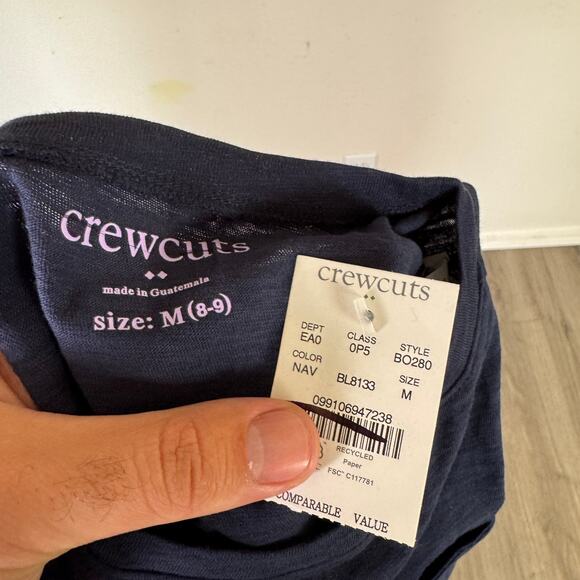 crewcuts
made in Guatemala
size: M (8-9)
crewcuts
DEPT CLASS STYLE
EA0 0P5 BO280
COLOR SIZE
NAV BL8133 M
099106947238
RECYCLED
Paper
FSC™ C117781
COMPARABLE VALUE